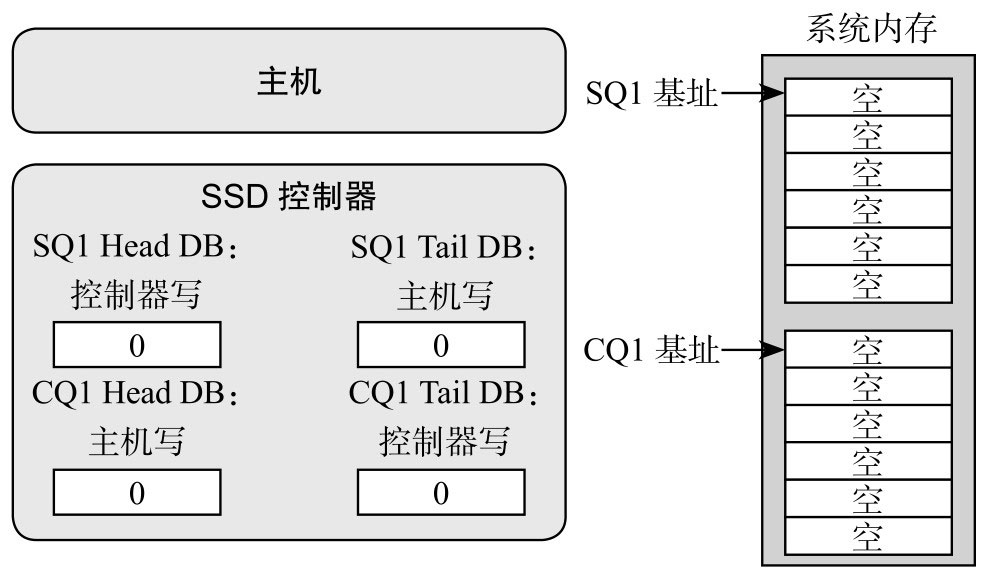 主机
SSD 控制器
SQ1 Head DB：
控制器写
0
SQ1 Tail DB：
主机写
0
CQ1 Head DB：
主机写
0
CQ1 Tail DB：
控制器写
0
系统内存
SQ1 基址
空
空
空
空
空
空
CQ1 基址
空
空
空
空
空
空